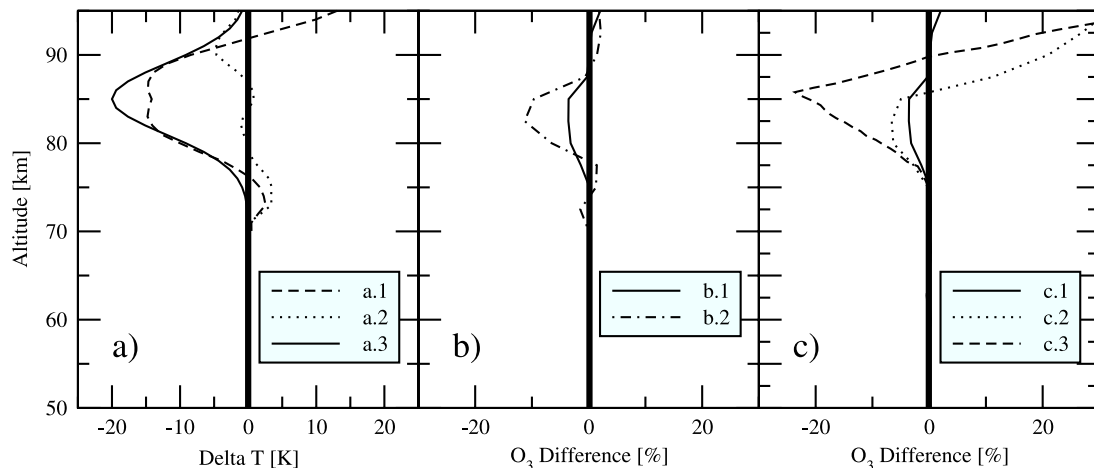 Altitude [km]
90
80
70
60
50
a)
a.1
a.2
a.3
-20
-10
0
10
20
Delta T [K]
b)
b.1
b.2
-20
0
20
O3 Difference [%]
c)
c.1
c.2
c.3
-20
0
20
O3 Difference [%]